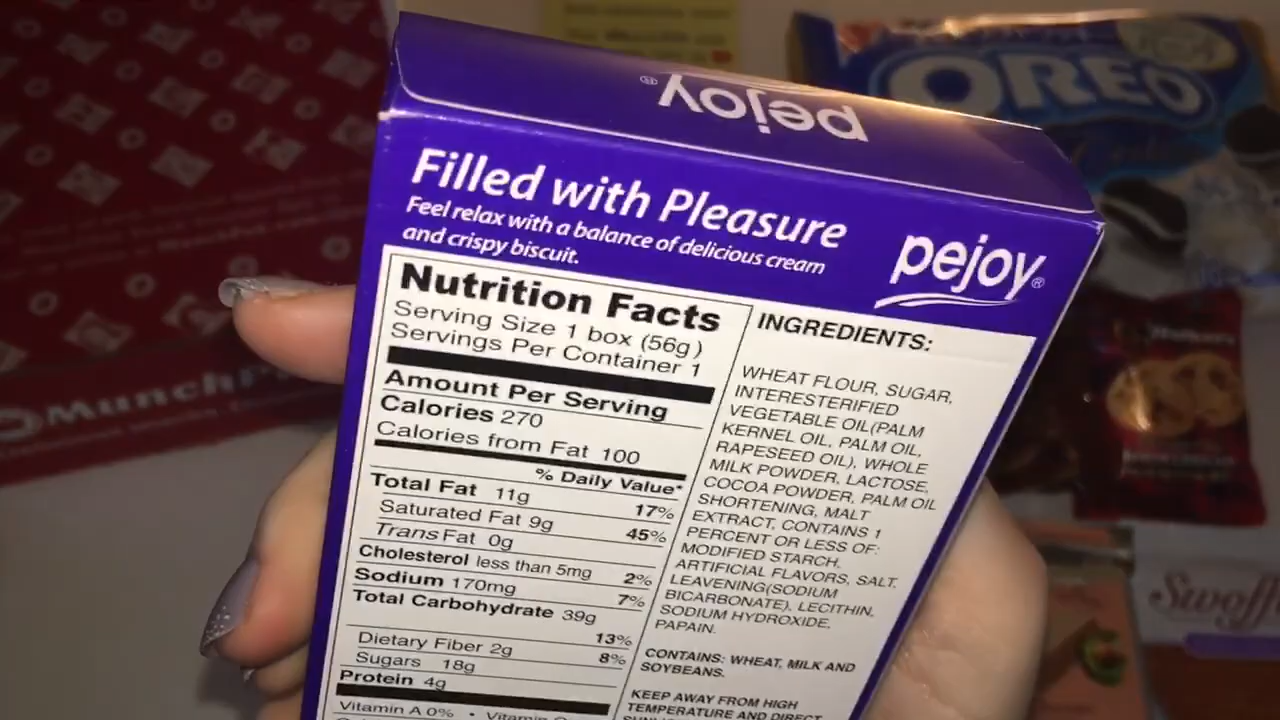 pejoy®
OREO
Filled with Pleasure
Feel relax with a balance of delicious cream
and crispy biscuit.
pejoy®
Nutrition Facts
Serving Size 1 box (56g)
Servings Per Container 1
Amount Per Serving
Calories 270
Calories from Fat 100
% Daily Value*
Total Fat 11g 17%
Saturated Fat 9g 45%
Trans Fat 0g
Cholesterol less than 5mg 2%
Sodium 170mg 7%
Total Carbohydrate 39g 13%
Dietary Fiber 2g 8%
Sugars 18g
Protein 4g
Vitamin A 0% • Vitamin
INGREDIENTS:
WHEAT FLOUR, SUGAR,
INTERESTERIFIED
VEGETABLE OIL(PALM
KERNEL OIL, PALM OIL,
RAPESEED OIL), WHOLE
MILK POWDER, LACTOSE,
COCOA POWDER, PALM OIL
SHORTENING, MALT
EXTRACT, CONTAINS 1
PERCENT OR LESS OF:
MODIFIED STARCH,
ARTIFICIAL FLAVORS, SALT,
LEAVENING(SODIUM
BICARBONATE), LECITHIN,
SODIUM HYDROXIDE,
PAPAIN.
CONTAINS: WHEAT, MILK AND
SOYBEANS.
KEEP AWAY FROM HIGH
TEMPERATURE AND DIRECT